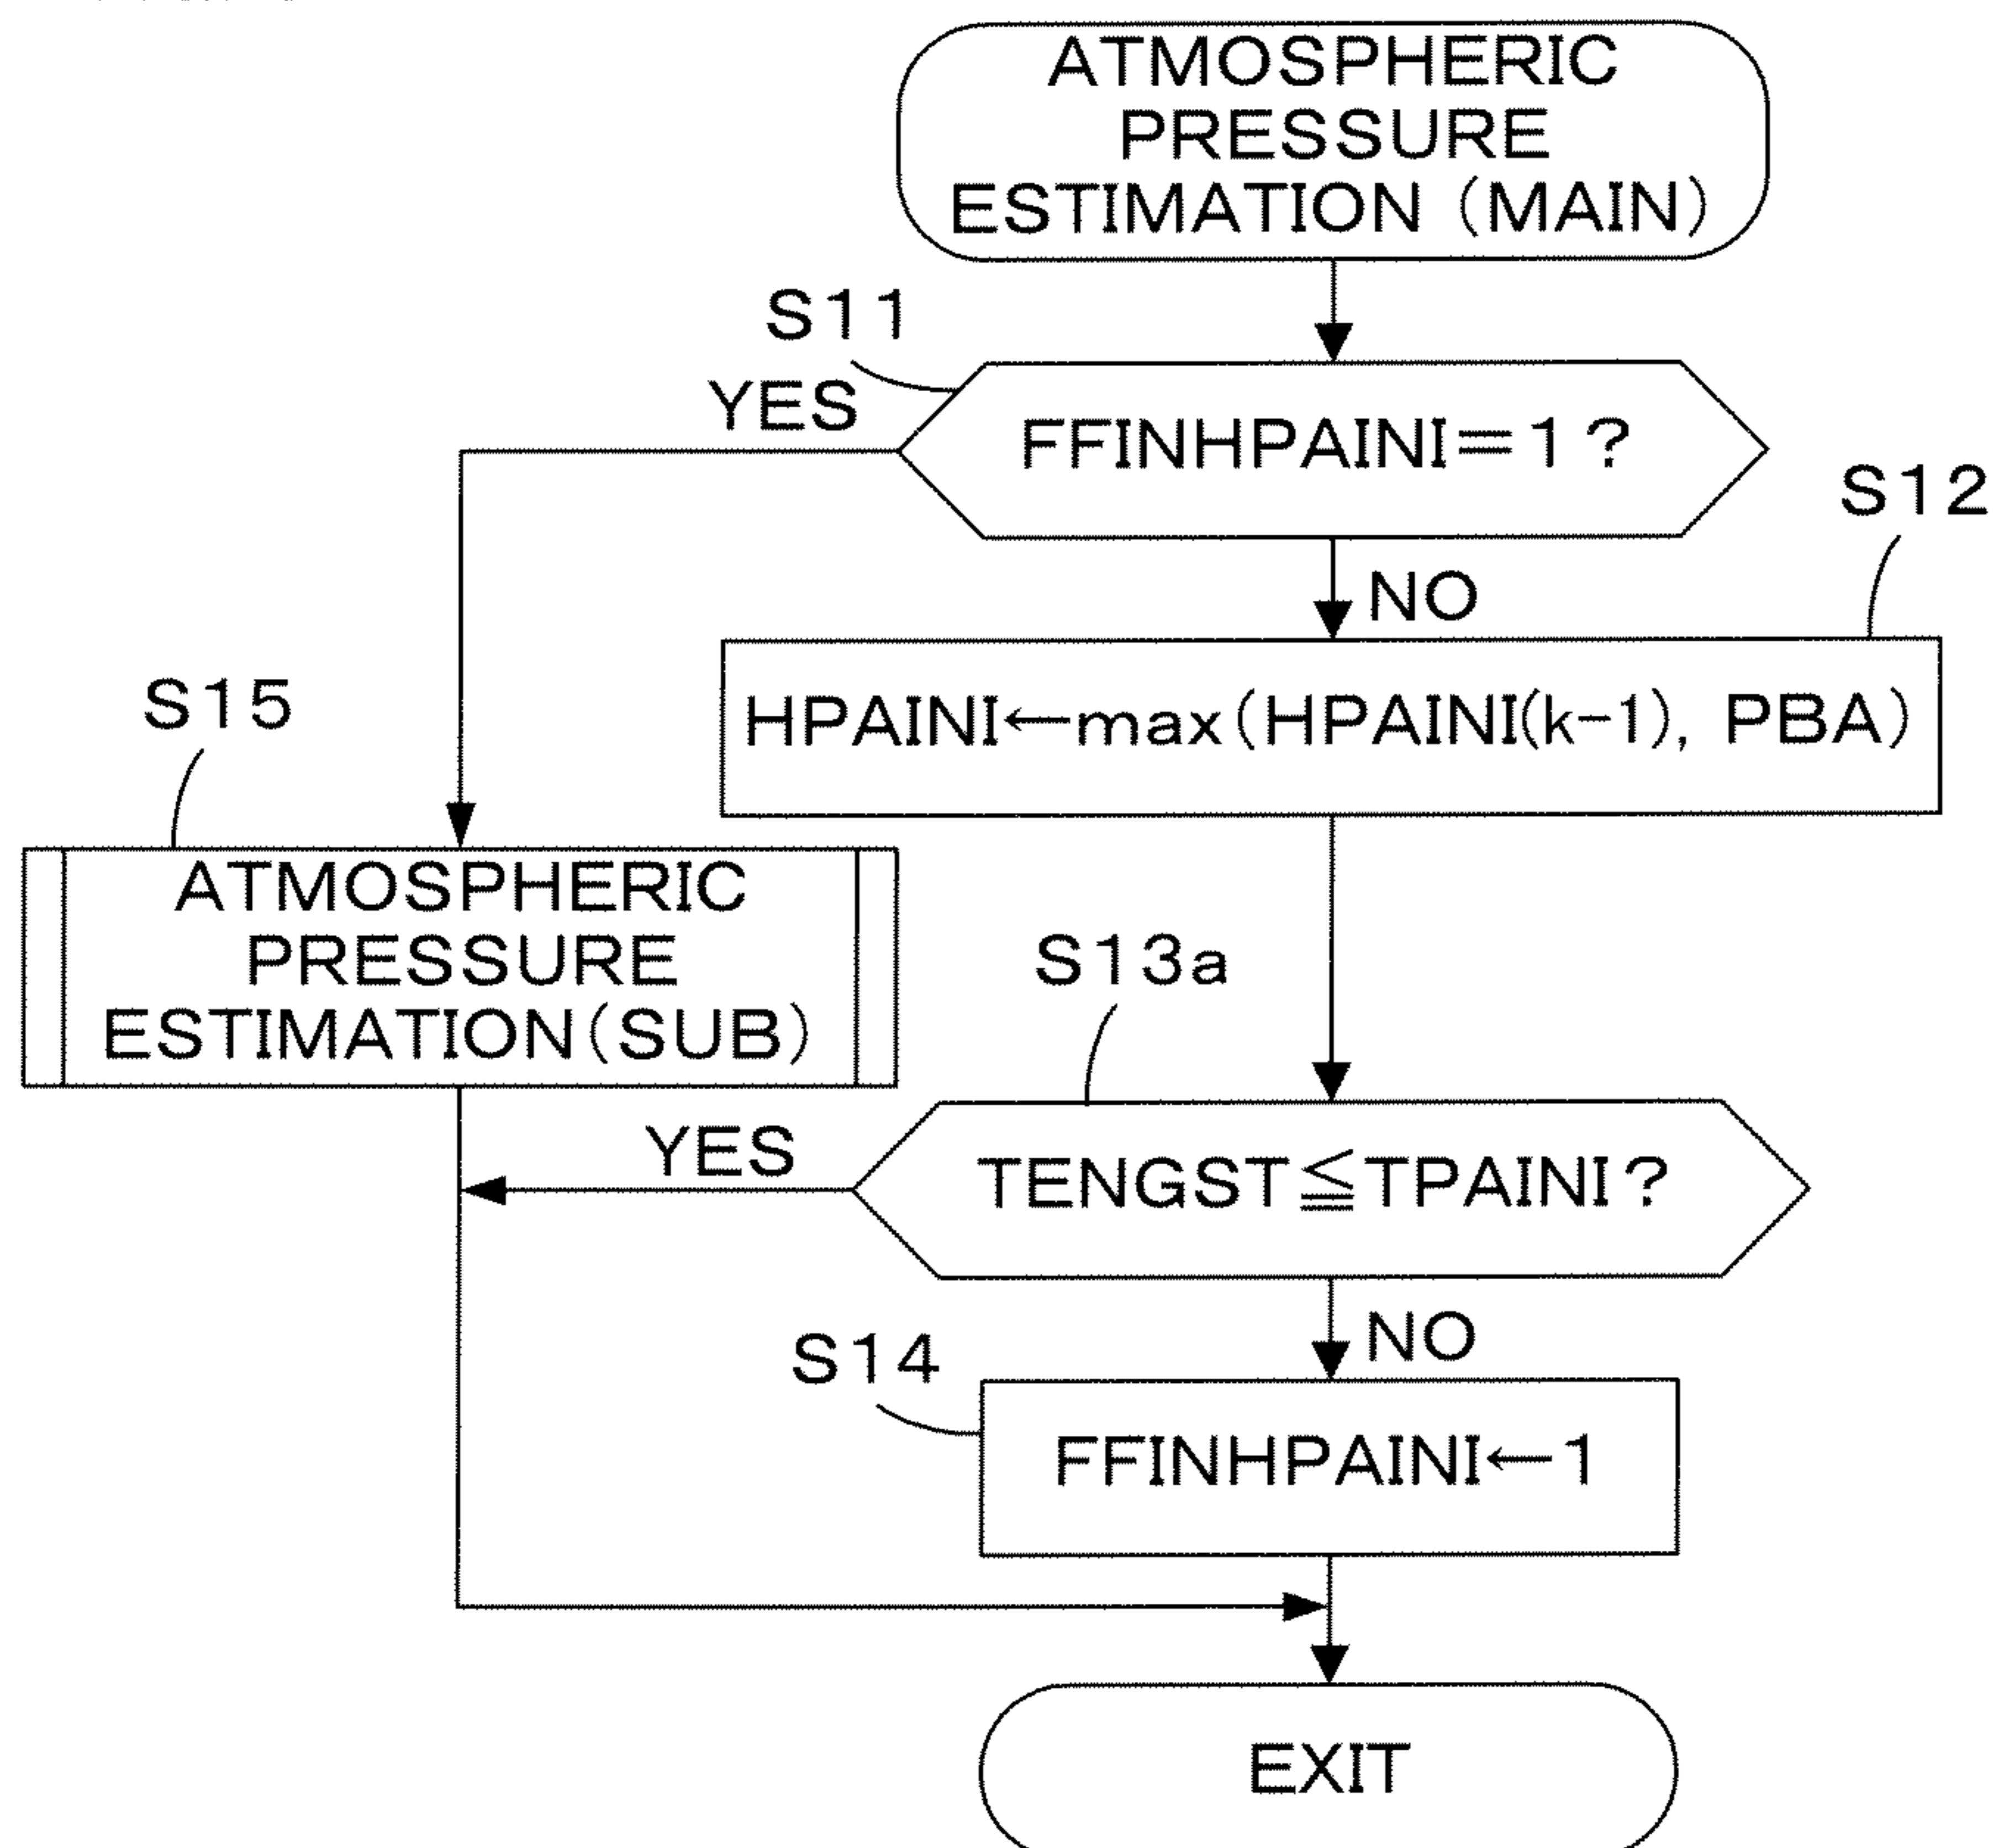 ATMOSPHERIC
PRESSURE
ESTIMATION (MAIN)
S11
YES
FFINHPAINI=1?
S12
NO
HPAINI←max(HPAINI(k-1), PBA)
S15
ATMOSPHERIC
PRESSURE
ESTIMATION(SUB)
S13a
YES
TENGST≦TPAINI?
NO
S14
FFINHPAINI←1
EXIT